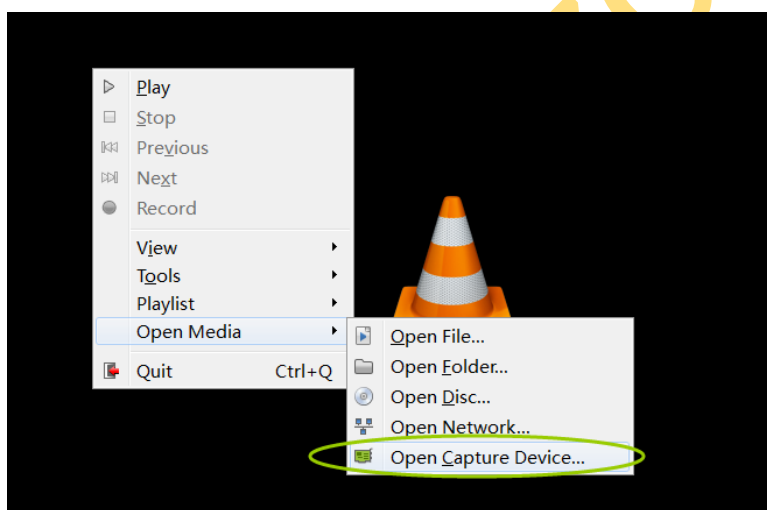 Play
Stop
Previous
Next
Record
View
Tools
Playlist
Open Media
Quit Ctrl+Q
Open File...
Open Folder...
Open Disc...
Open Network...
Open Capture Device...